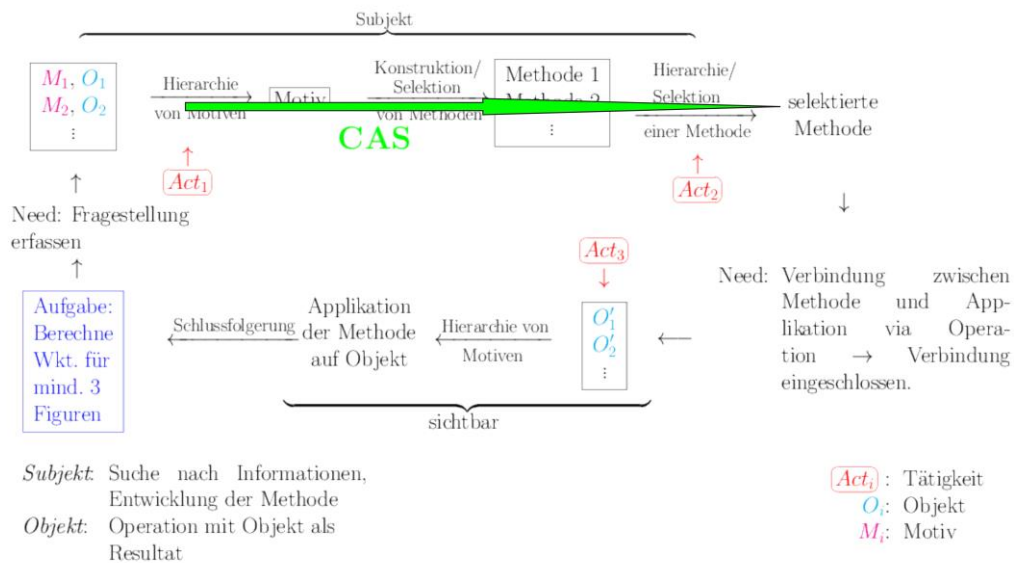 Subjekt
M₁, O₁
M₂, O₂
⋮
Hierarchie
von Motiven
Motiv
Konstruktion/
Selektion
von Methoden
Methode 1
Methode 2
⋮
Hierarchie/
Selektion
einer Methode
selektierte
Methode
CAS
Act₁
Act₂
Need: Fragestellung
erfassen
Act₃
Need: Verbindung zwischen
Methode und App-
likation via Opera-
tion → Verbindung
eingeschlossen.
Aufgabe:
Berechne
Wkt. für
mind. 3
Figuren
Schlussfolgerung
Applikation
der Methode
auf Objekt
Hierarchie von
Motiven
O′₁
O′₂
⋮
sichtbar
Subjekt: Suche nach Informationen,
Entwicklung der Methode
Objekt: Operation mit Objekt als
Resultat
Actᵢ : Tätigkeit
Oᵢ: Objekt
Mᵢ: Motiv